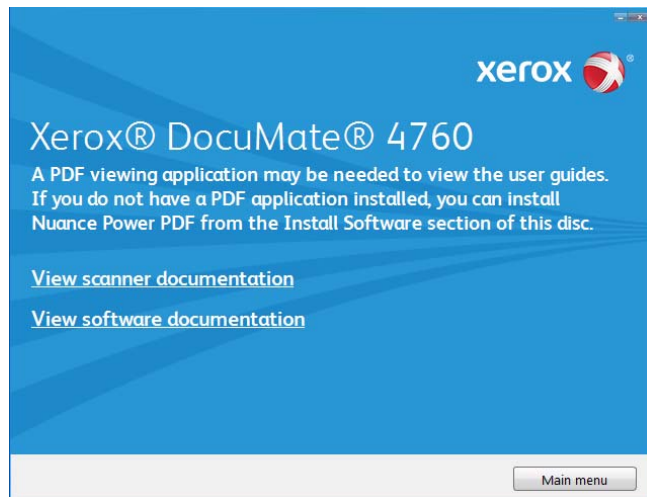 xerox ®
Xerox® DocuMate® 4760
A PDF viewing application may be needed to view the user guides.
If you do not have a PDF application installed, you can install
Nuance Power PDF from the Install Software section of this disc.
View scanner documentation
View software documentation
Main menu